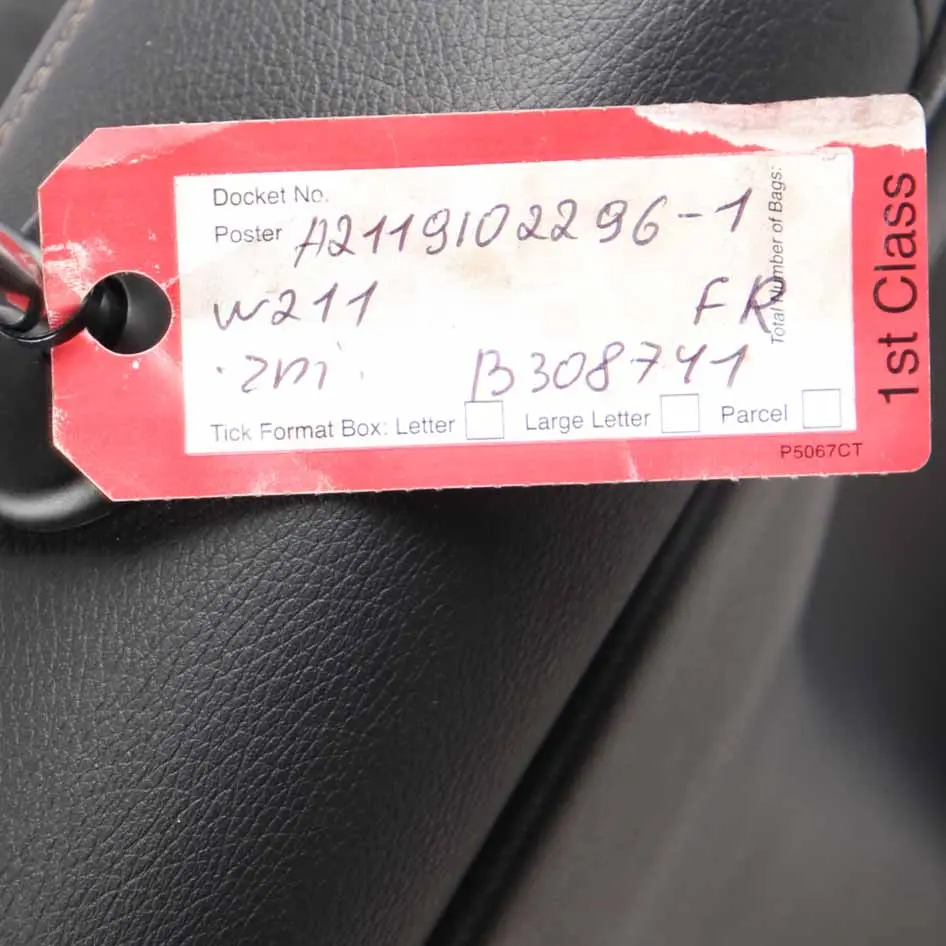 Docket No.
Poster A2119102296-1
W211 FR
B308741
Tick Format Box: Letter Large Letter Parcel
P5067CT
Total Number of Bags:
1st Class